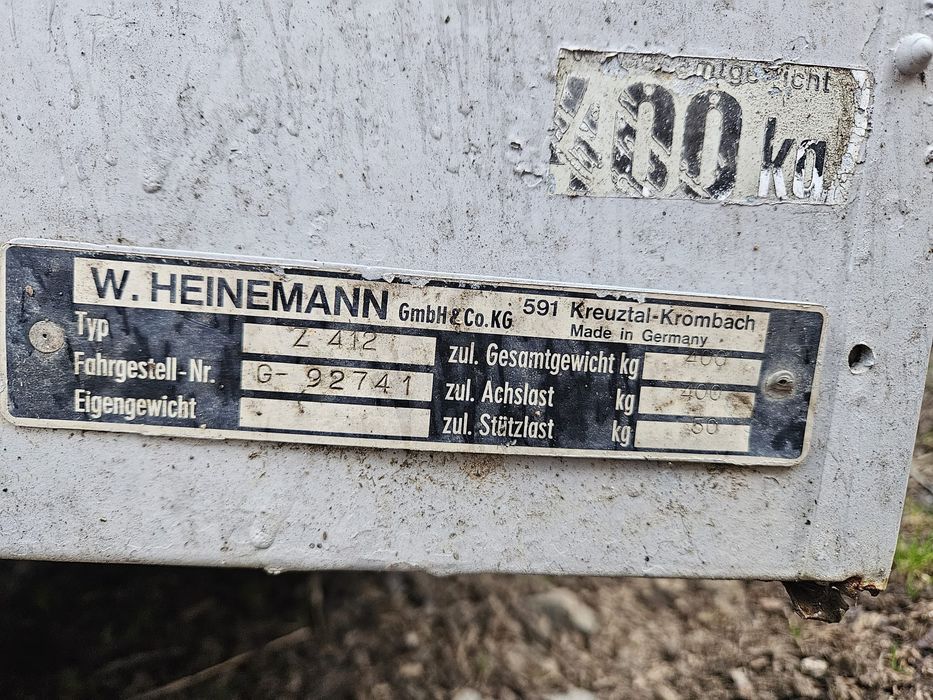 400 kg
W. HEINEMANN GmbH & Co. KG 591 Kreuztal-Krombach
Made in Germany
Typ Z 412 zul. Gesamtgewicht kg 400
Fahrgestell-Nr. G- 92741 zul. Achslast kg 400
Eigengewicht zul. Stützlast kg